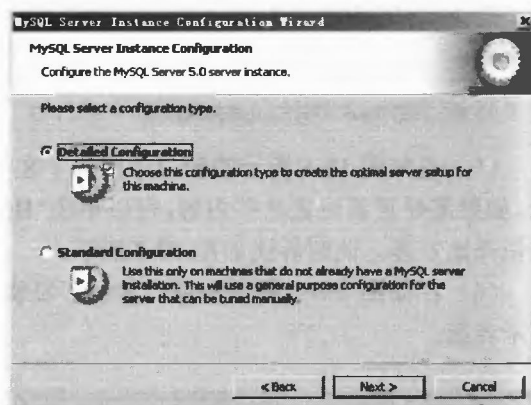 MySQL Server Instance Configuration Wizard
MySQL Server Instance Configuration
Configure the MySQL Server 5.0 server instance.
Please select a configuration type.
Detailed Configuration
Choose this configuration type to create the optimal server setup for
this machine.
Standard Configuration
Use this only on machines that do not already have a MySQL server
installation. This will use a general purpose configuration for the
server that can be tuned manually.
< Back
Next >
Cancel